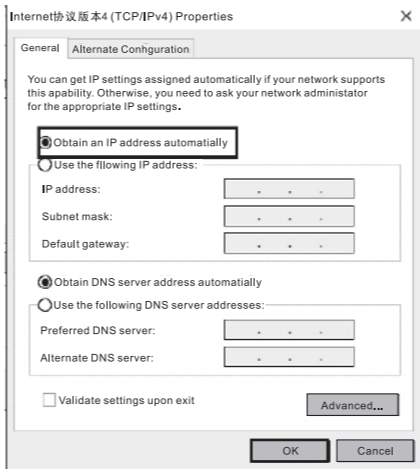 Internet协议版本4 (TCP/IPv4) Properties
General
Alternate Conhguration
You can get IP settings assigned automatically if your network supports
this apability. Otherwise, you need to ask your network administator
for the appropriate IP settings.
Obtain an IP address automatially
Use the fllowing IP address:
IP address:
Subnet mask:
Default gateway:
Obtain DNS server address automatially
Use the following DNS server addresses:
Preferred DNS server:
Alternate DNS server:
Validate settings upon exit
Advanced...
OK
Cancel